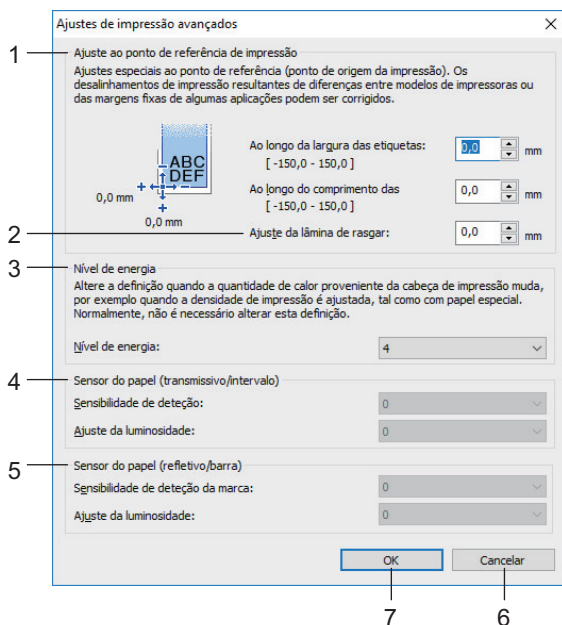 Ajustes de impressão avançados
1
Ajuste ao ponto de referência de impressão
Ajustes especiais ao ponto de referência (ponto de origem da impressão). Os
desalinhamentos de impressão resultantes de diferenças entre modelos de impressoras ou
das margens fixas de algumas aplicações podem ser corrigidos.
ABC
DEF
0,0 mm
0,0 mm
Ao longo da largura das etiquetas:
0,0 mm
[ -150,0 - 150,0 ]
Ao longo do comprimento das
0,0 mm
[ -150,0 - 150,0 ]
2
Ajuste da lâmina de rasgar:
0,0 mm
3
Nível de energia
Altere a definição quando a quantidade de calor proveniente da cabeça de impressão muda,
por exemplo quando a densidade de impressão é ajustada, tal como com papel especial.
Normalmente, não é necessário alterar esta definição.
Nível de energia:
4
4
Sensor do papel (transmissivo/intervalo)
Sensibilidade de deteção:
0
Ajuste da luminosidade:
0
5
Sensor do papel (refletivo/barra)
Sensibilidade de deteção da marca:
0
Ajuste da luminosidade:
0
OK
Cancelar
7
6